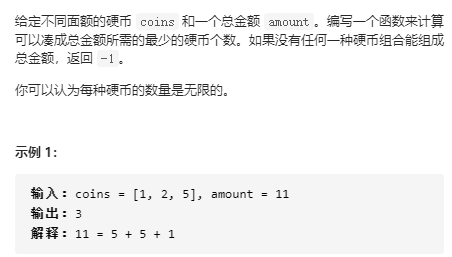 给定不同面额的硬币 coins 和一个总金额 amount。编写一个函数来计算
可以凑成总金额所需的最少的硬币个数。如果没有任何一种硬币组合能组成
总金额，返回 -1。
你可以认为每种硬币的数量是无限的。
示例 1：
输入：coins = [1, 2, 5], amount = 11
输出：3
解释：11 = 5 + 5 + 1